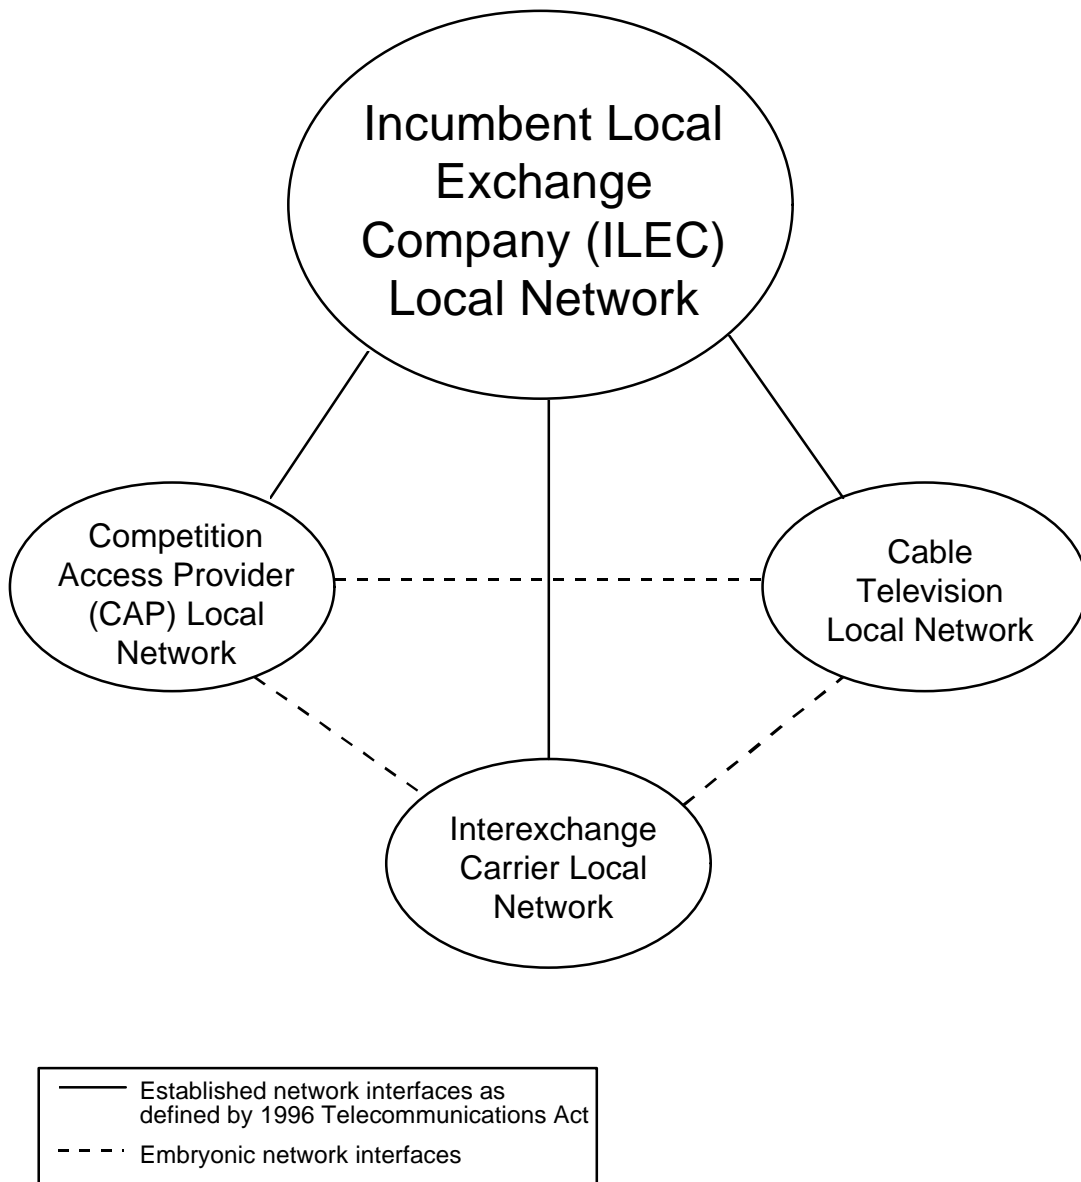 Incumbent Local
Exchange
Company (ILEC)
Local Network
Competition
Access Provider
(CAP) Local
Network
Cable
Television
Local Network
Interexchange
Carrier Local
Network
Established network interfaces as
defined by 1996 Telecommunications Act
Embryonic network interfaces